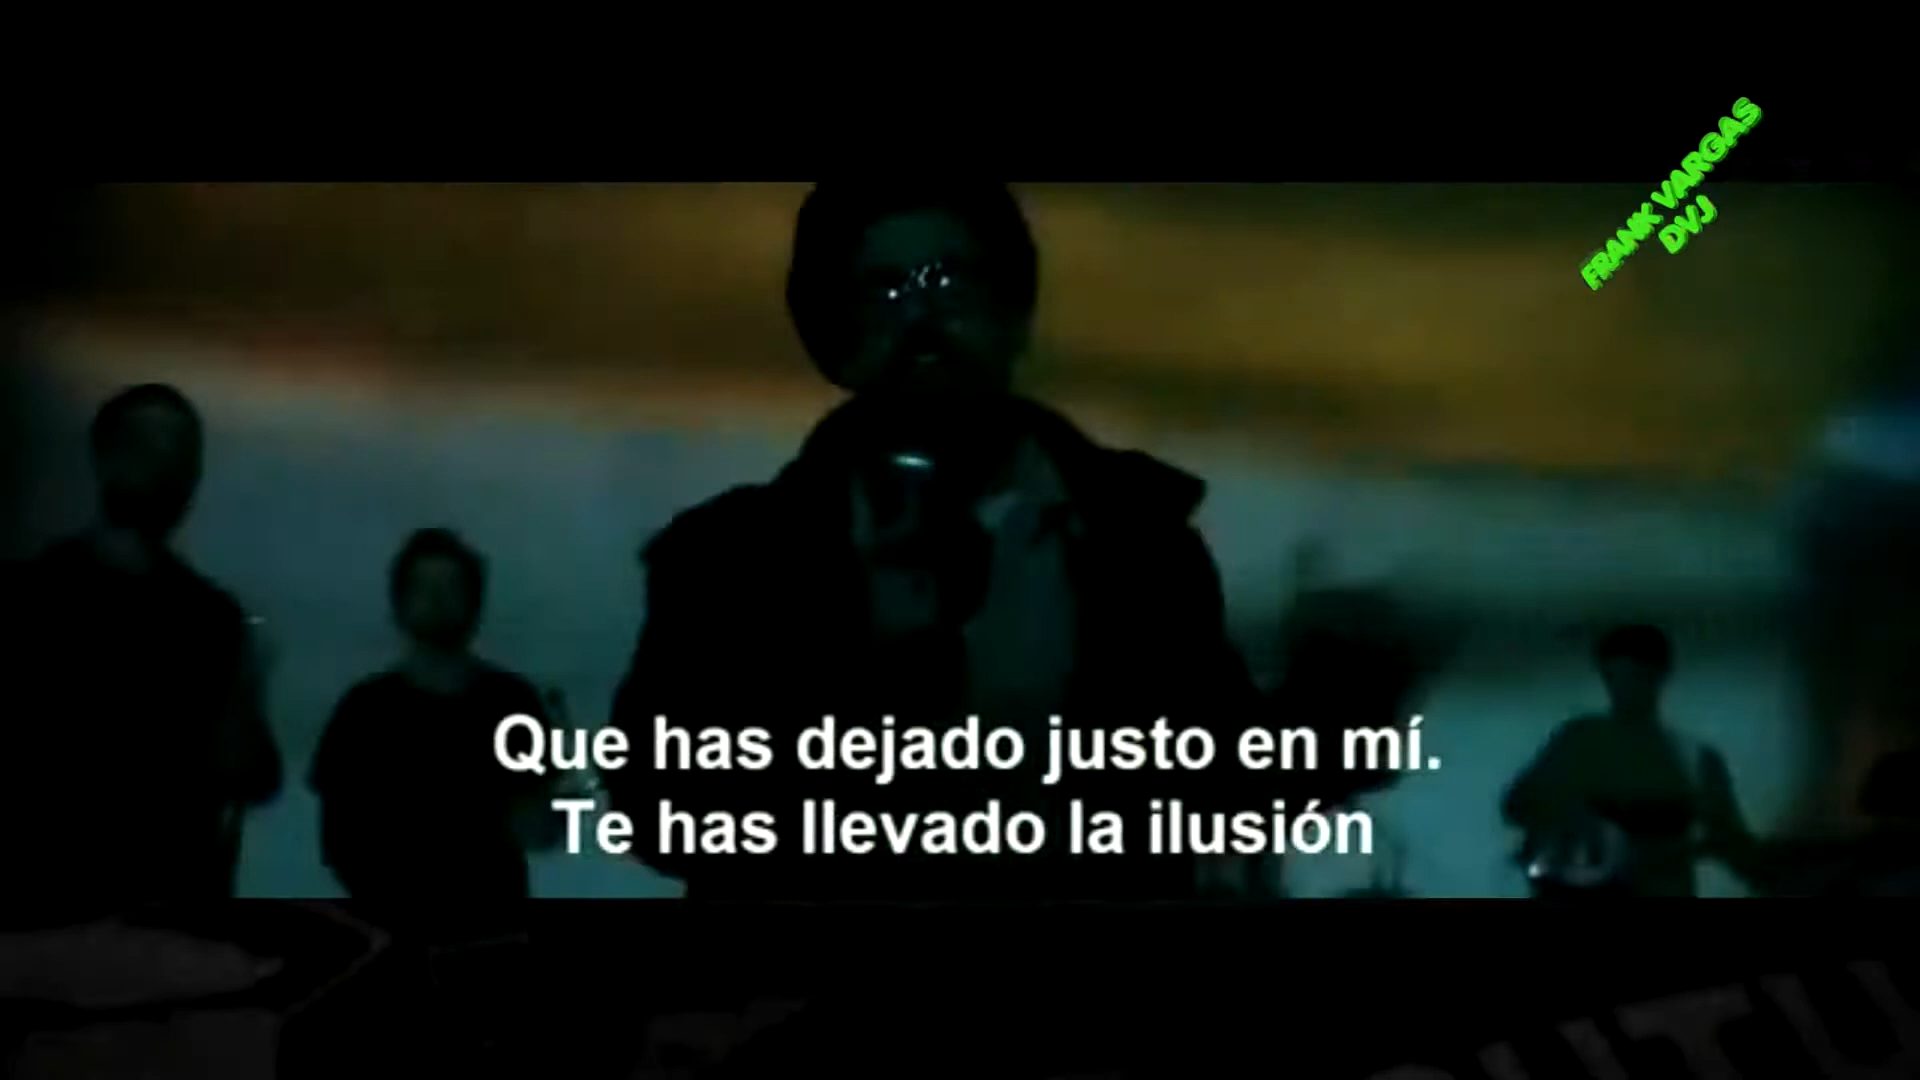 FRANK VARGAS
DVJ
Que has dejado justo en mí.
Te has llevado la ilusión